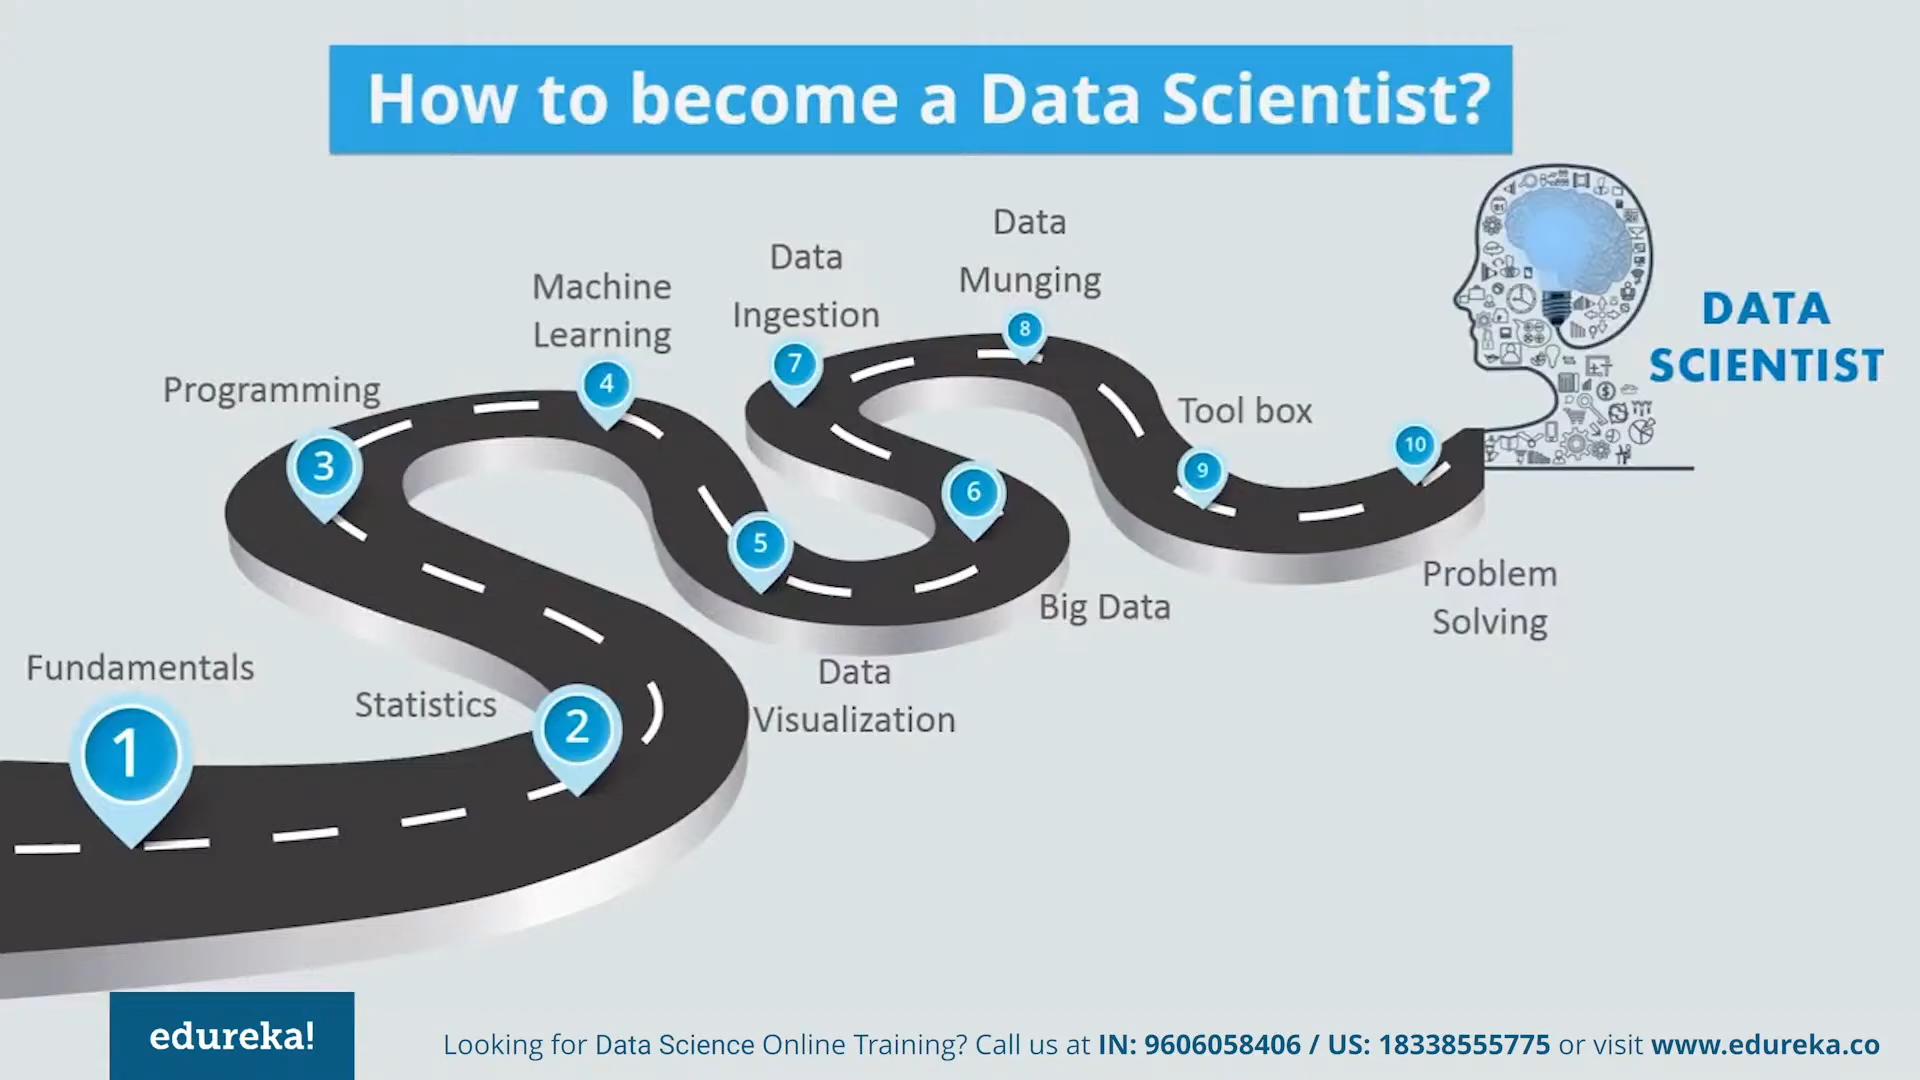 How to become a Data Scientist?
1
Fundamentals
2
Statistics
3
Programming
4
Machine
Learning
5
Data
Visualization
6
Big Data
7
Data
Ingestion
8
Data
Munging
9
Tool box
10
Problem
Solving
DATA
SCIENTIST
edureka!
Looking for Data Science Online Training? Call us at IN: 9606058406 / US: 18338555775 or visit www.edureka.co